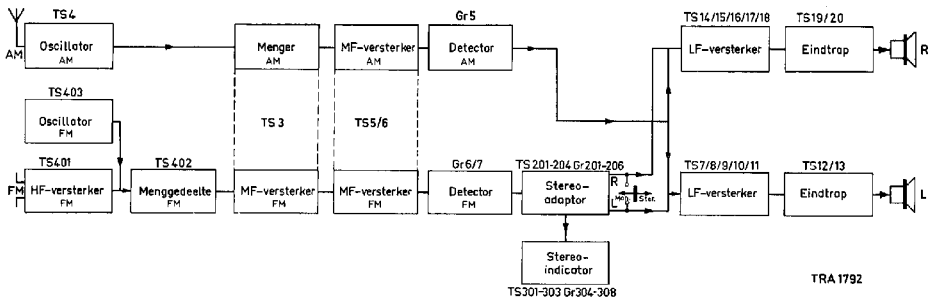 TS4
Gr5
TS14/15/16/17/18
TS19/20
AM
Oscillator
AM
Menger
AM
MF-versterker
AM
Detector
AM
LF-versterker
Eindtrap
R
TS403
Oscillator
FM
TS3
TS5/6
TS401
TS402
Gr6/7
TS201-204 Gr201-206
TS7/8/9/10/11
TS12/13
FM
HF-versterker
FM
Menggedeelte
FM
MF-versterker
FM
MF-versterker
FM
Detector
FM
Stereo-
adaptor
R
L
Mon.
Ster.
LF-versterker
Eindtrap
L
Stereo-
indicator
TS301-303 Gr304-308
TRA1792